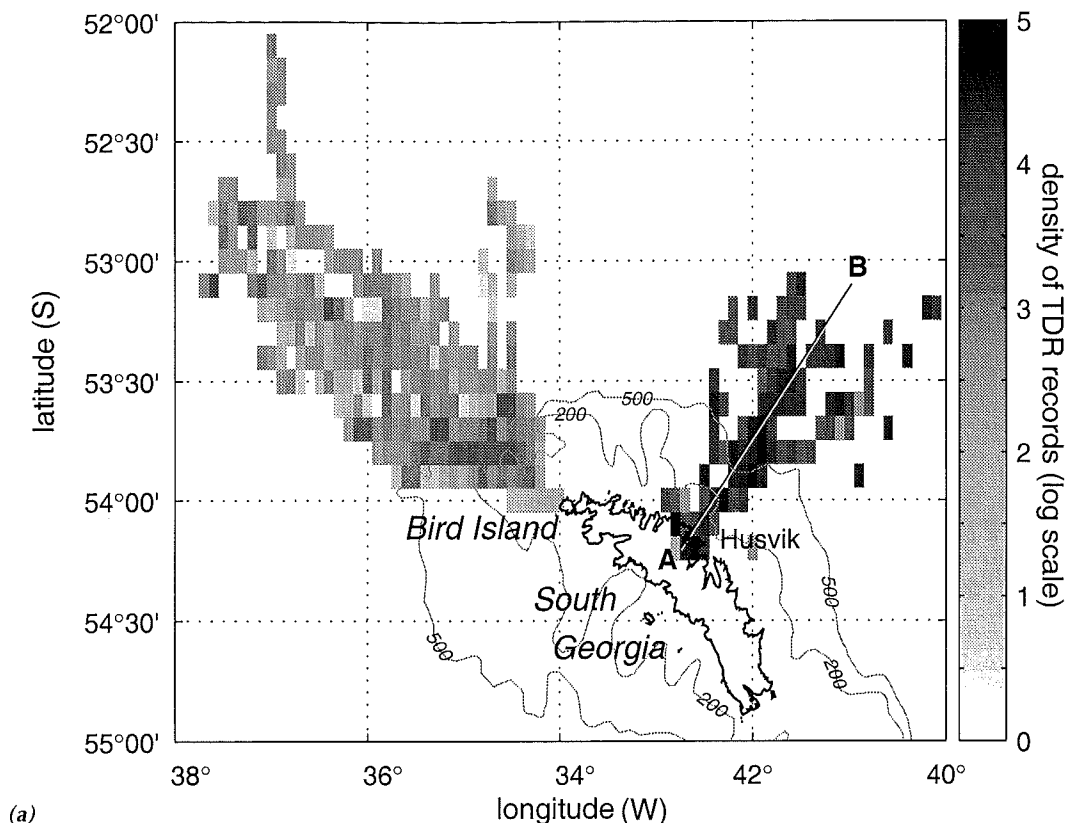 52°00'
52°30'
53°00'
53°30'
54°00'
54°30'
55°00'
latitude (S)
38°
36°
34°
42°
40°
longitude (W)
B
A
500
200
Bird Island
Husvik
South
Georgia
500
200
500
200
5
4
3
2
1
0
density of TDR records (log scale)
(a)